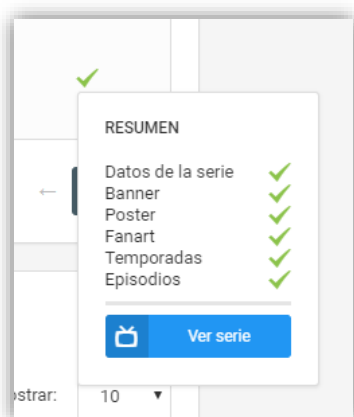 RESUMEN
Datos de la serie
Banner
Poster
Fanart
Temporadas
Episodios
Ver serie
ostrar: 10